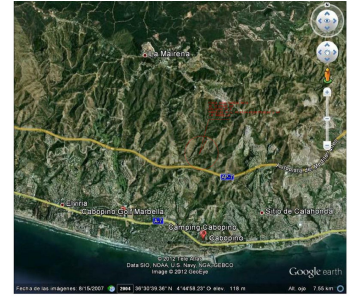 La Mairena
AP-7
Elviria
Cabopino Golf Marbella
A-7
Sitio de Calahonda
Camping Cabopino
Cabopino
© 2012 Tele Atlas
Data SIO, NOAA, U.S. Navy, NGA, GEBCO
Image © 2012 GeoEye
Google earth
Fecha de las imágenes: 8/15/2007
2004
36°30'39.36" N 4°44'58.23" O elev. 118 m
Alt. ojo 7.55 km